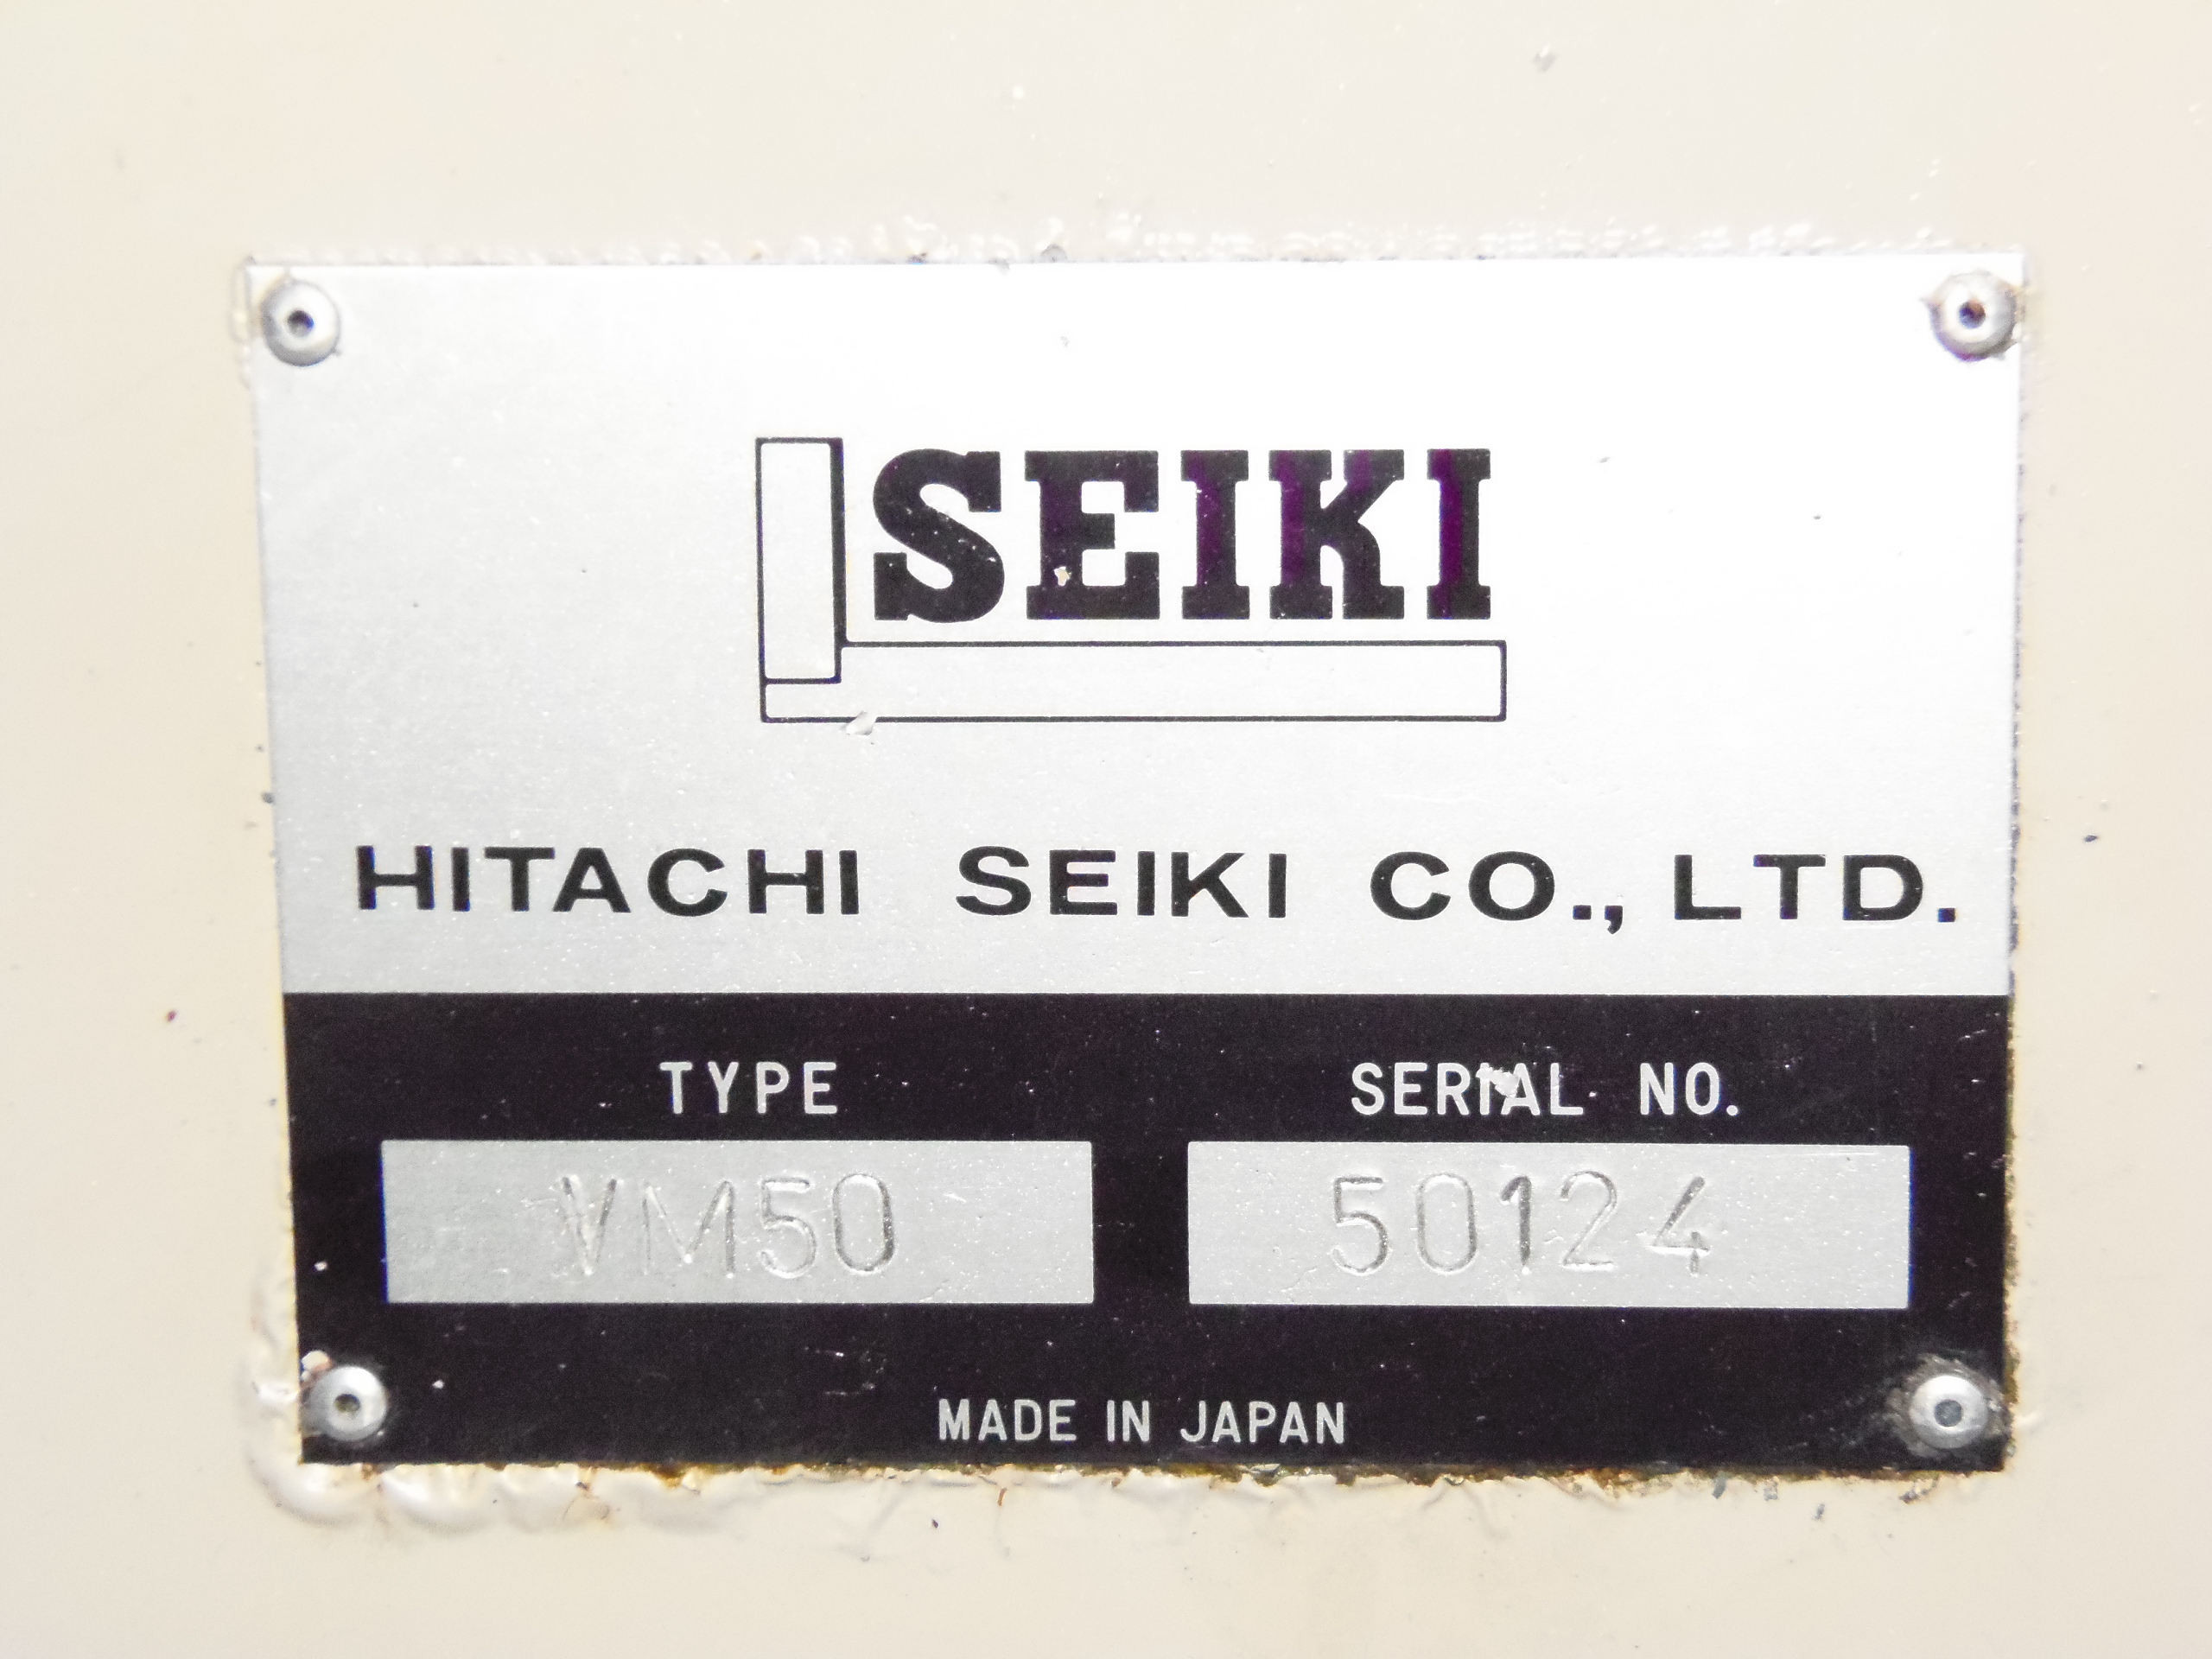 SEIKI
HITACHI SEIKI CO., LTD.
TYPE SERIAL NO.
VM50 50124
MADE IN JAPAN